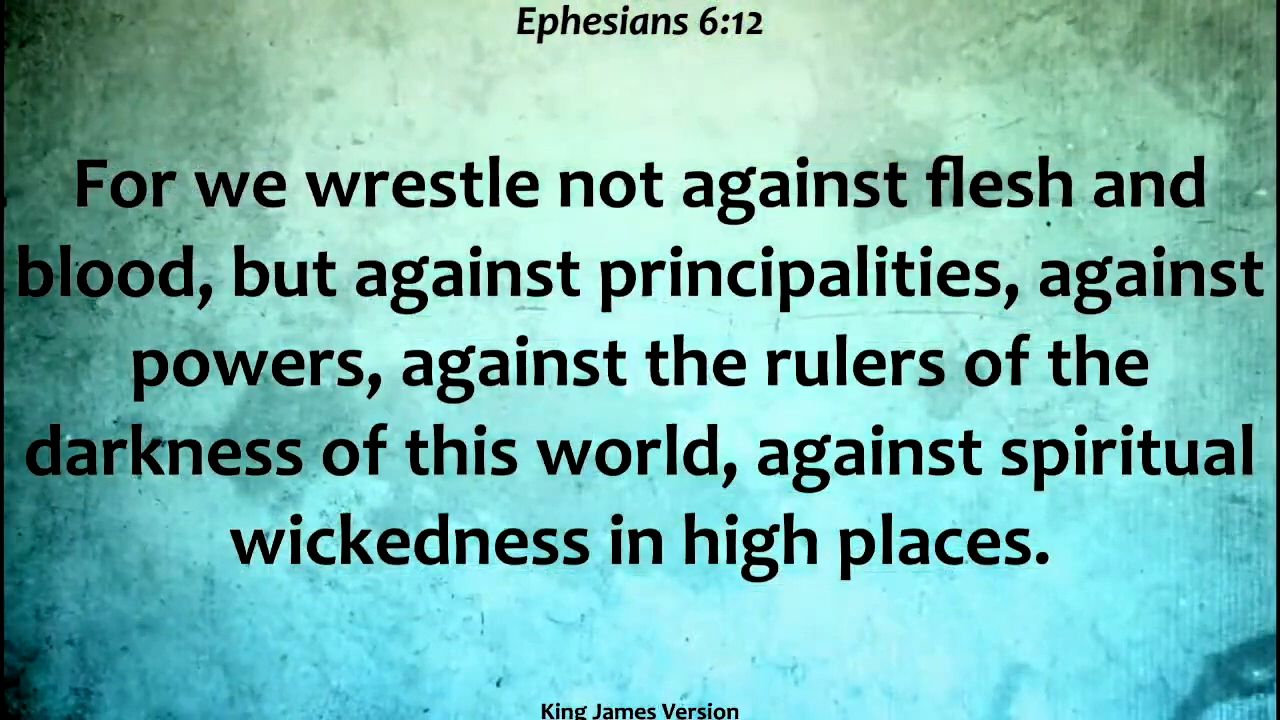 Ephesians 6:12
For we wrestle not against flesh and
blood, but against principalities, against
powers, against the rulers of the
darkness of this world, against spiritual
wickedness in high places.
King James Version